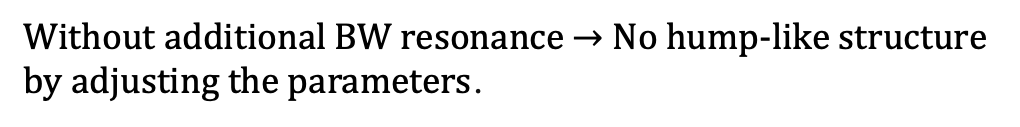 Without additional BW resonance → No hump-like structure
by adjusting the parameters.